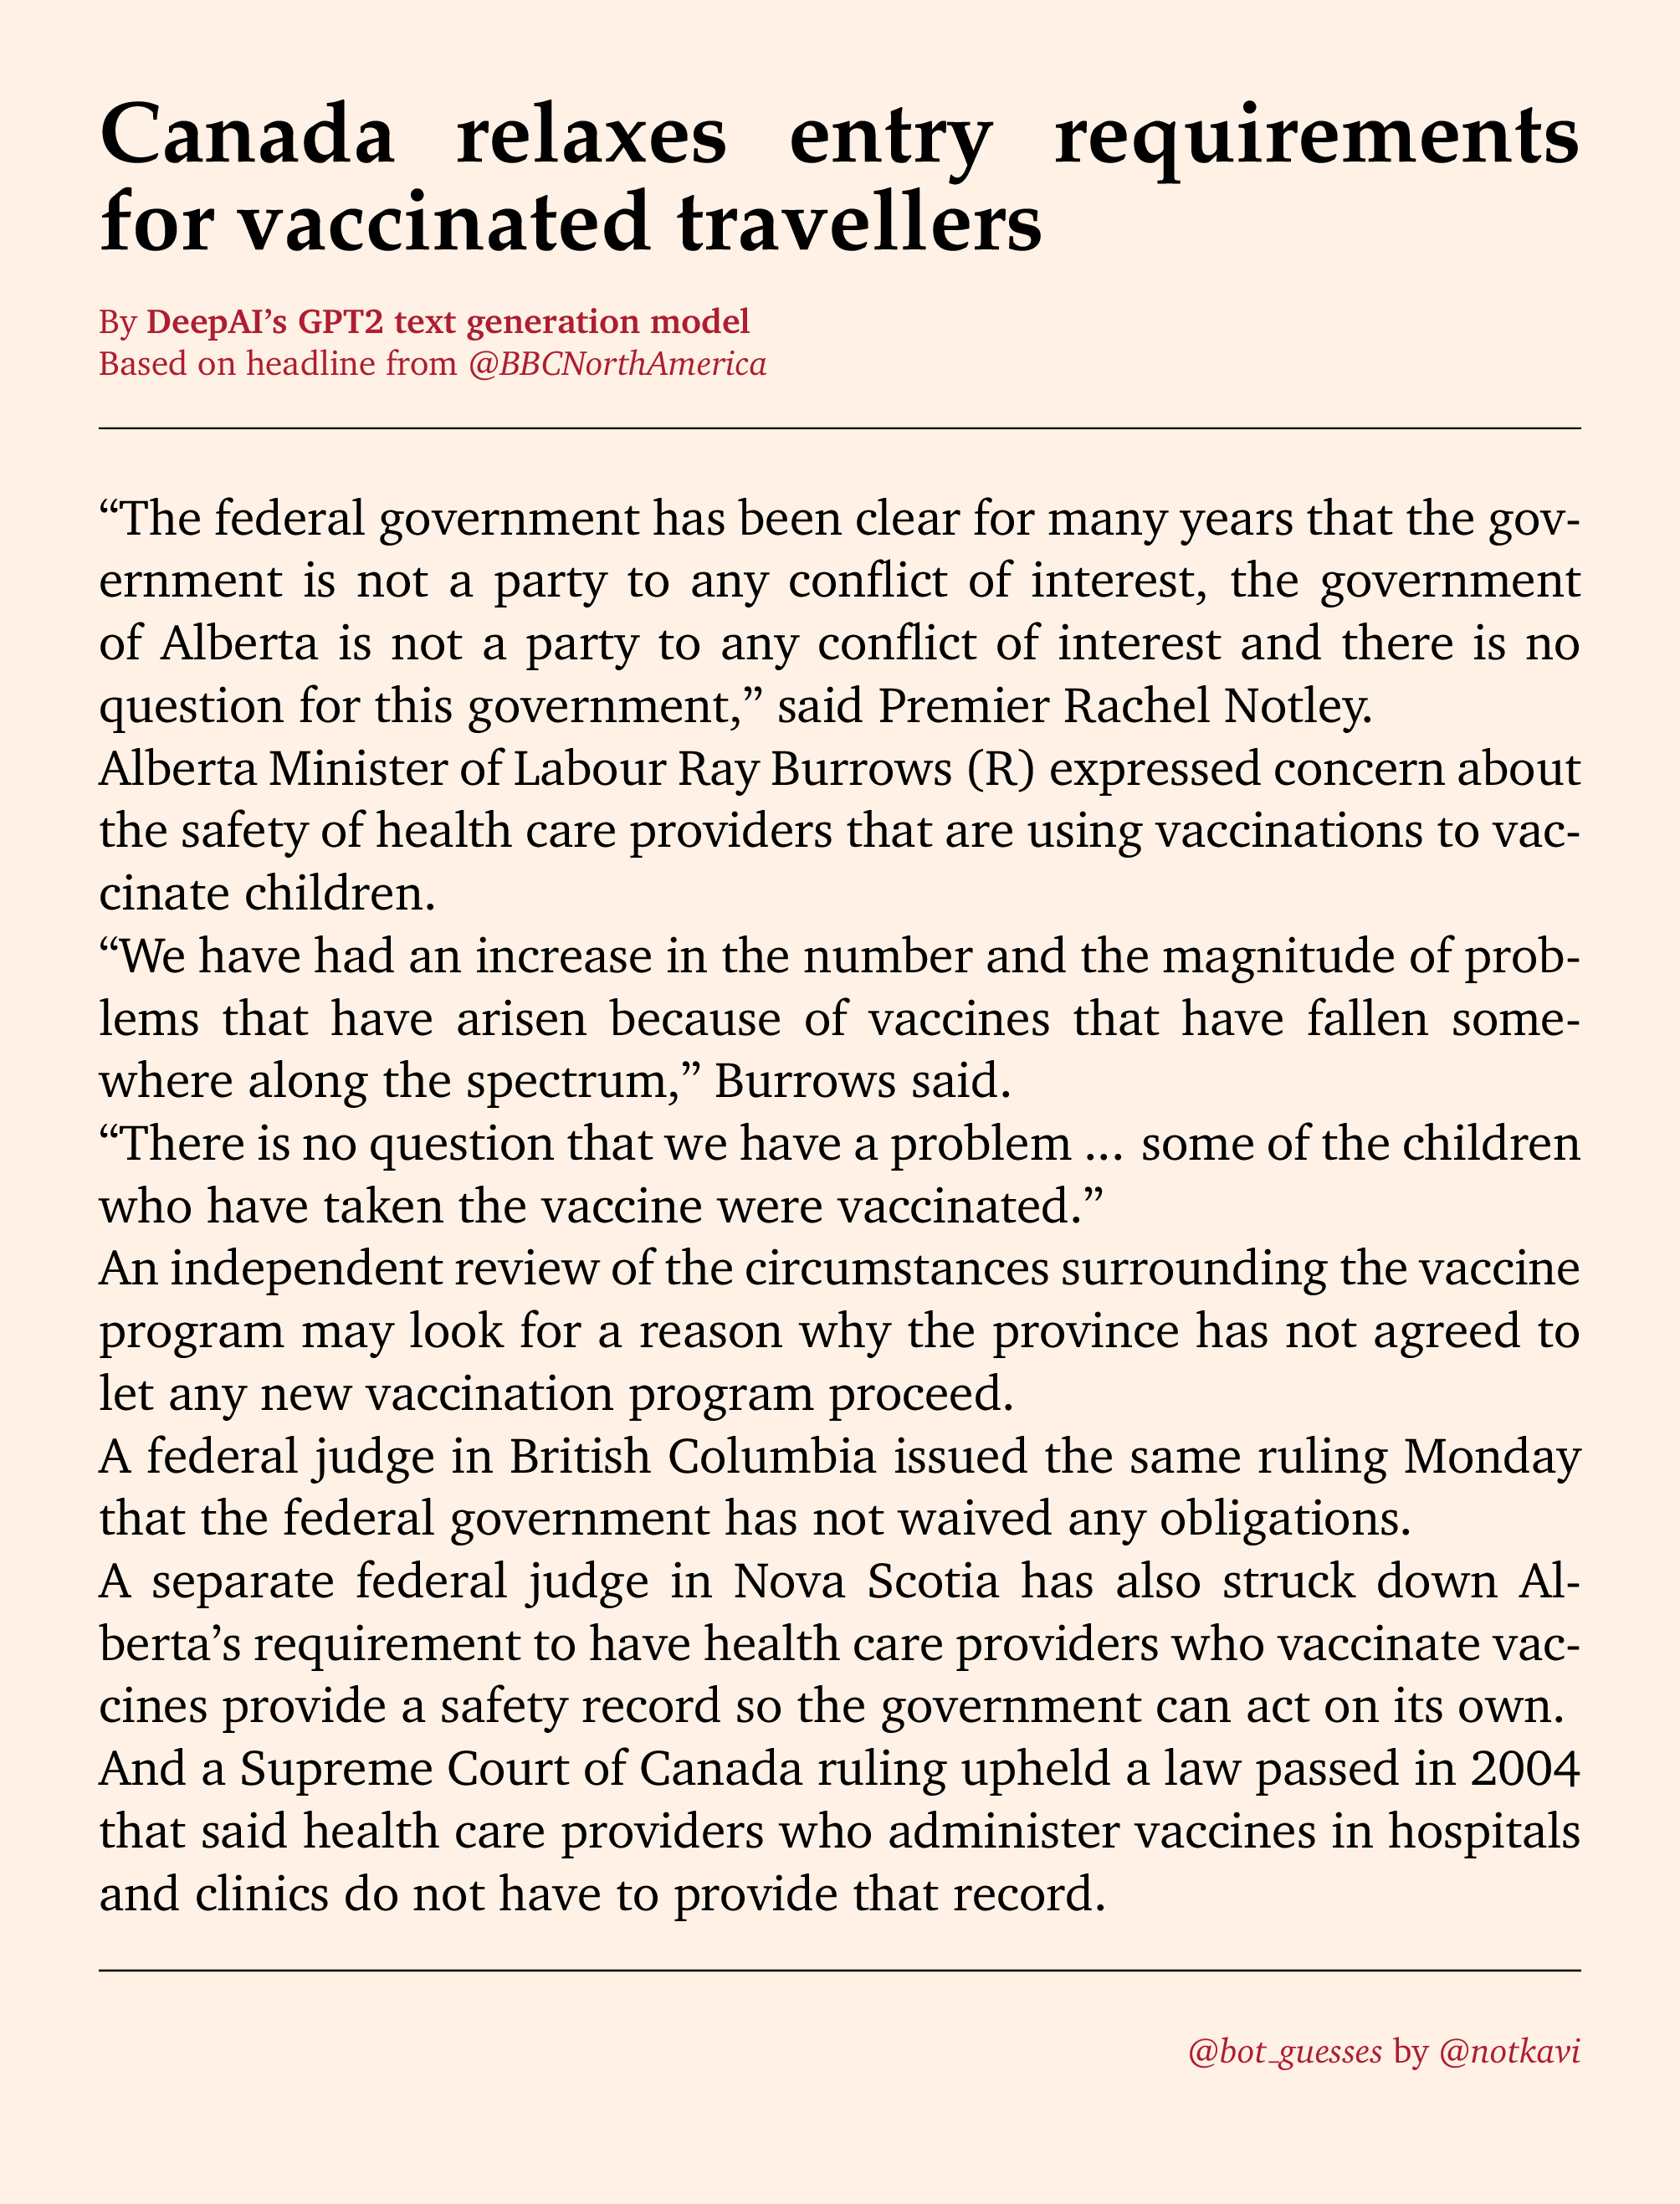 Canada relaxes entry requirements
for vaccinated travellers
By DeepAI’s GPT2 text generation model
Based on headline from @BBCNorthAmerica
“The federal government has been clear for many years that the gov-
ernment is not a party to any conflict of interest, the government
of Alberta is not a party to any conflict of interest and there is no
question for this government,” said Premier Rachel Notley.
Alberta Minister of Labour Ray Burrows (R) expressed concern about
the safety of health care providers that are using vaccinations to vac-
cinate children.
“We have had an increase in the number and the magnitude of prob-
lems that have arisen because of vaccines that have fallen some-
where along the spectrum,” Burrows said.
“There is no question that we have a problem ... some of the children
who have taken the vaccine were vaccinated.”
An independent review of the circumstances surrounding the vaccine
program may look for a reason why the province has not agreed to
let any new vaccination program proceed.
A federal judge in British Columbia issued the same ruling Monday
that the federal government has not waived any obligations.
A separate federal judge in Nova Scotia has also struck down Al-
berta’s requirement to have health care providers who vaccinate vac-
cines provide a safety record so the government can act on its own.
And a Supreme Court of Canada ruling upheld a law passed in 2004
that said health care providers who administer vaccines in hospitals
and clinics do not have to provide that record.
@bot_guesses by @notkavi